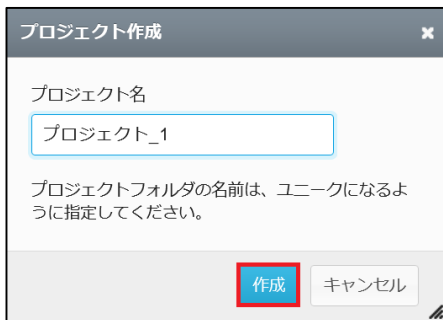 プロジェクト作成
プロジェクト名
プロジェクト_1
プロジェクトフォルダの名前は、ユニークになるよ
うに指定してください。
作成 キャンセル